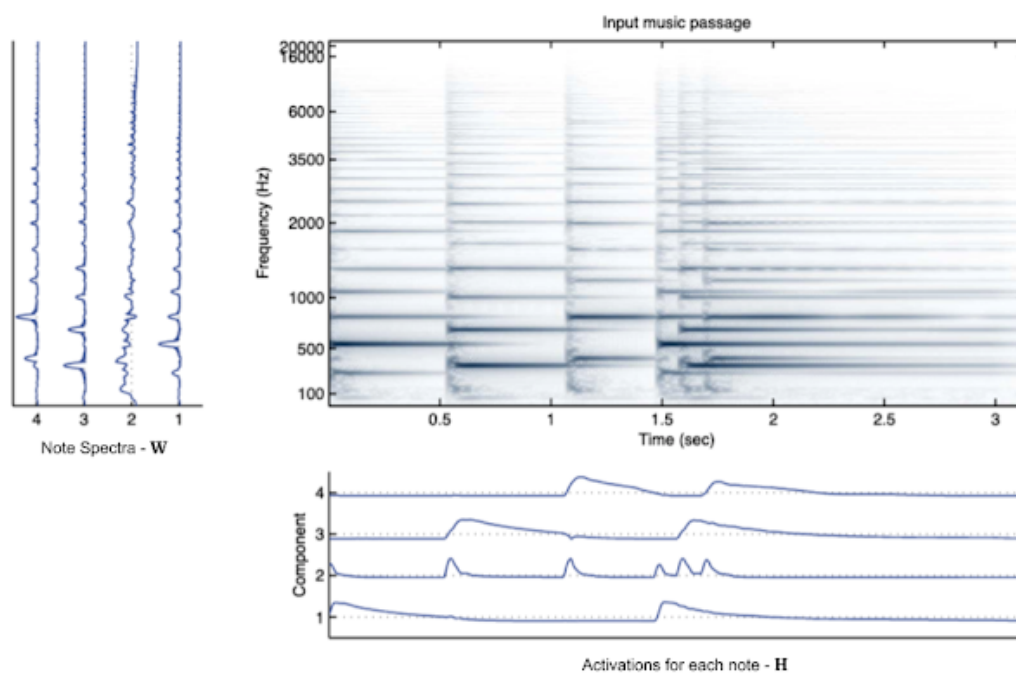 Input music passage
20000
16000
6000
3500
2000
1000
500
100
Frequency (Hz)
0.5 1 1.5 2 2.5 3
Time (sec)
4 3 2 1
Note Spectra - W
4
3
2
1
Component
Activations for each note - H